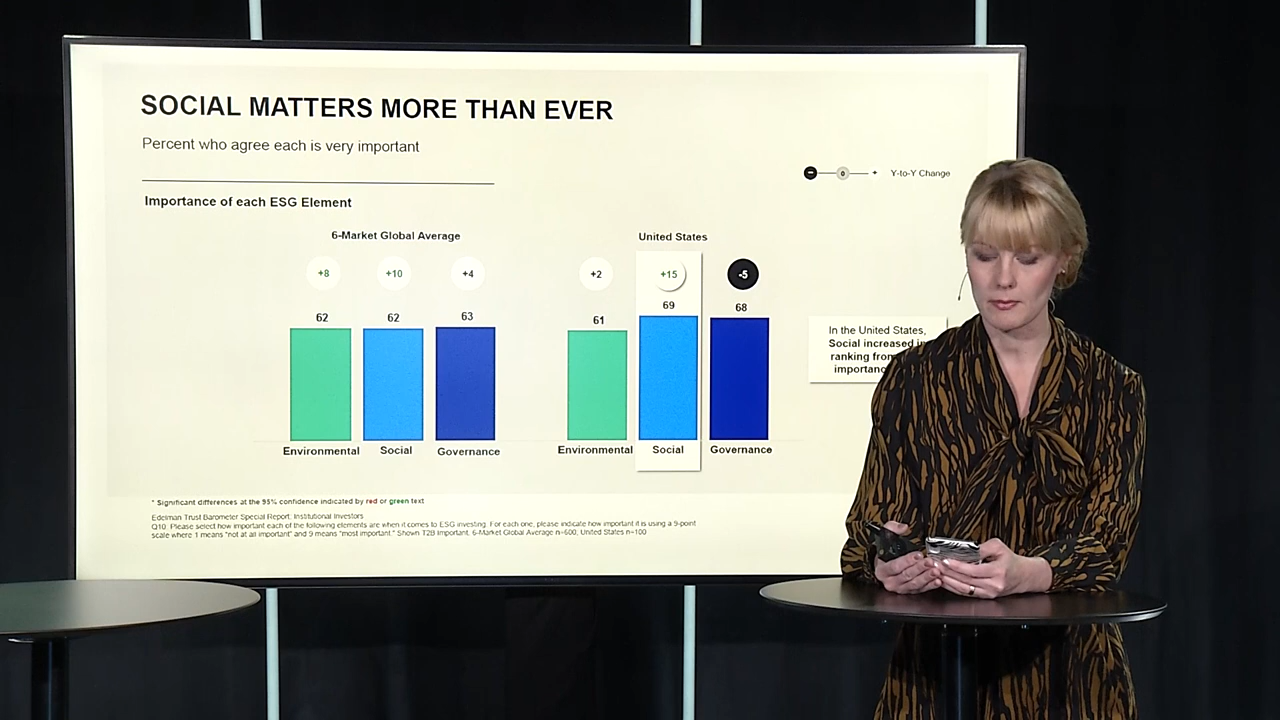 SOCIAL MATTERS MORE THAN EVER
Percent who agree each is very important
- 0 + Y-to-Y Change
Importance of each ESG Element
6-Market Global Average
United States
+8 +10 +4
+2 +15 -5
62 62 63
61 69 68
Environmental Social Governance
Environmental Social Governance
In the United States,
Social increased in
ranking from
importance
* Significant differences at the 95% confidence indicated by red or green text
Edelman Trust Barometer Special Report: Institutional Investors
Q10. Please select how important each of the following elements are when it comes to ESG investing. For each one, please indicate how important it is using a 9-point
scale where 1 means "not at all important" and 9 means "most important." Shown T2B Important. 6-Market Global Average n=600, United States n=100